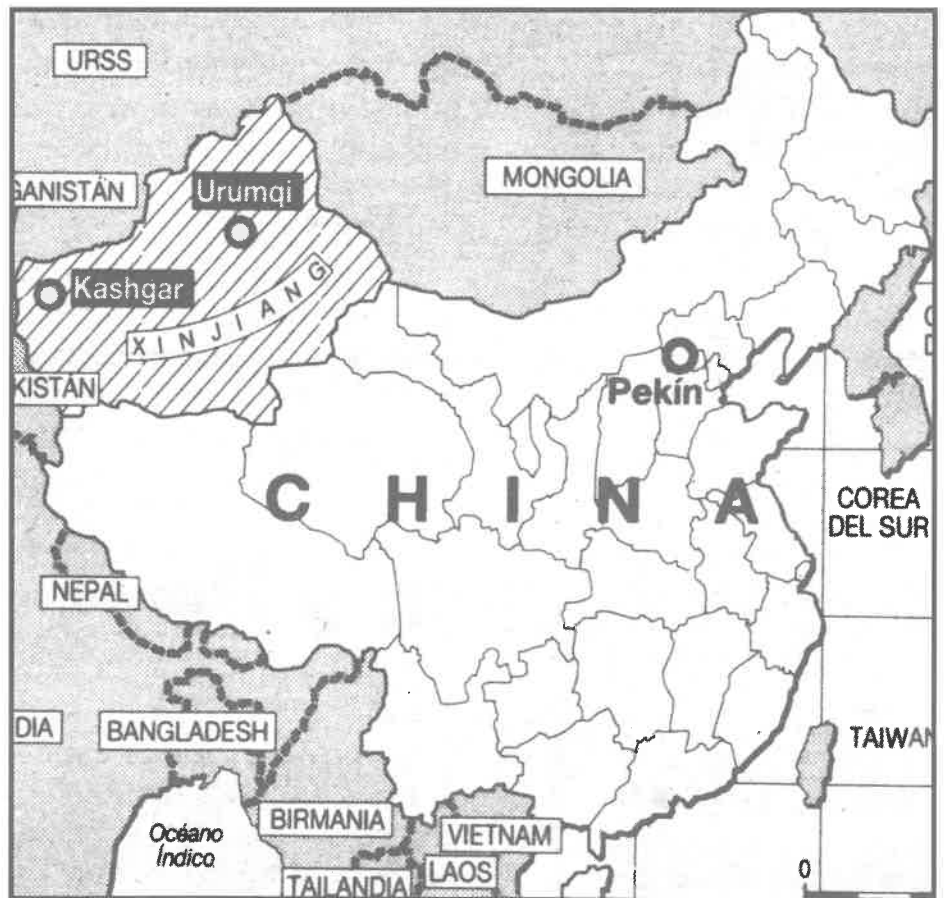 URSS
MONGOLIA
GANISTÁN
Urumqi
Kashgar
XINJIANG
KISTÁN
Pekín
CHINA
COREA
DEL SUR
NEPAL
DIA
BANGLADESH
TAIWAN
BIRMANIA
VIETNAM
Océano
Índico
LAOS
TAILANDIA
0